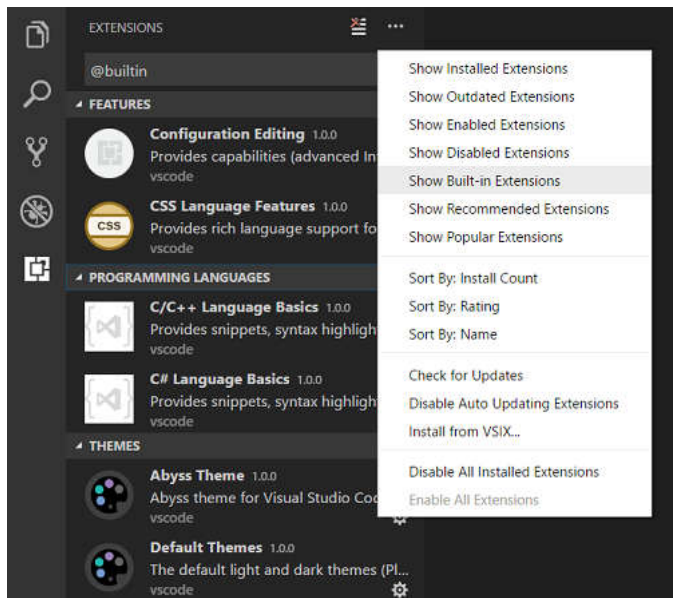 EXTENSIONS
@builtin
FEATURES
Configuration Editing 1.0.0
Provides capabilities (advanced In
vscode
CSS
CSS Language Features 1.0.0
Provides rich language support fo
vscode
PROGRAMMING LANGUAGES
C/C++ Language Basics 1.0.0
Provides snippets, syntax highligh
vscode
C# Language Basics 1.0.0
Provides snippets, syntax highligh
vscode
THEMES
Abyss Theme 1.0.0
Abyss theme for Visual Studio Co
vscode
Default Themes 1.0.0
The default light and dark themes (Pl...
vscode
Show Installed Extensions
Show Outdated Extensions
Show Enabled Extensions
Show Disabled Extensions
Show Built-in Extensions
Show Recommended Extensions
Show Popular Extensions
Sort By: Install Count
Sort By: Rating
Sort By: Name
Check for Updates
Disable Auto Updating Extensions
Install from VSIX...
Disable All Installed Extensions
Enable All Extensions